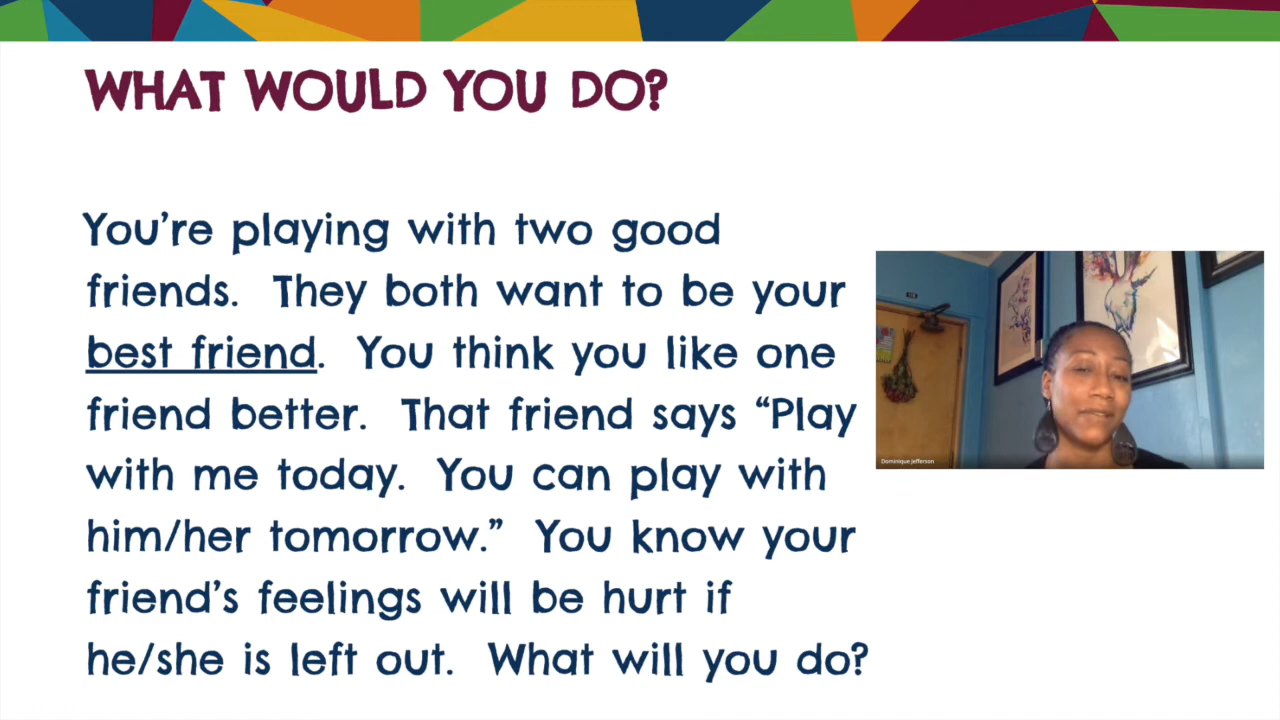 WHAT WOULD YOU DO?
You're playing with two good
friends. They both want to be your
best friend. You think you like one
friend better. That friend says “Play
with me today. You can play with
him/her tomorrow.” You know your
friend's feelings will be hurt if
he/she is left out. What will you do?
Dominique Jefferson